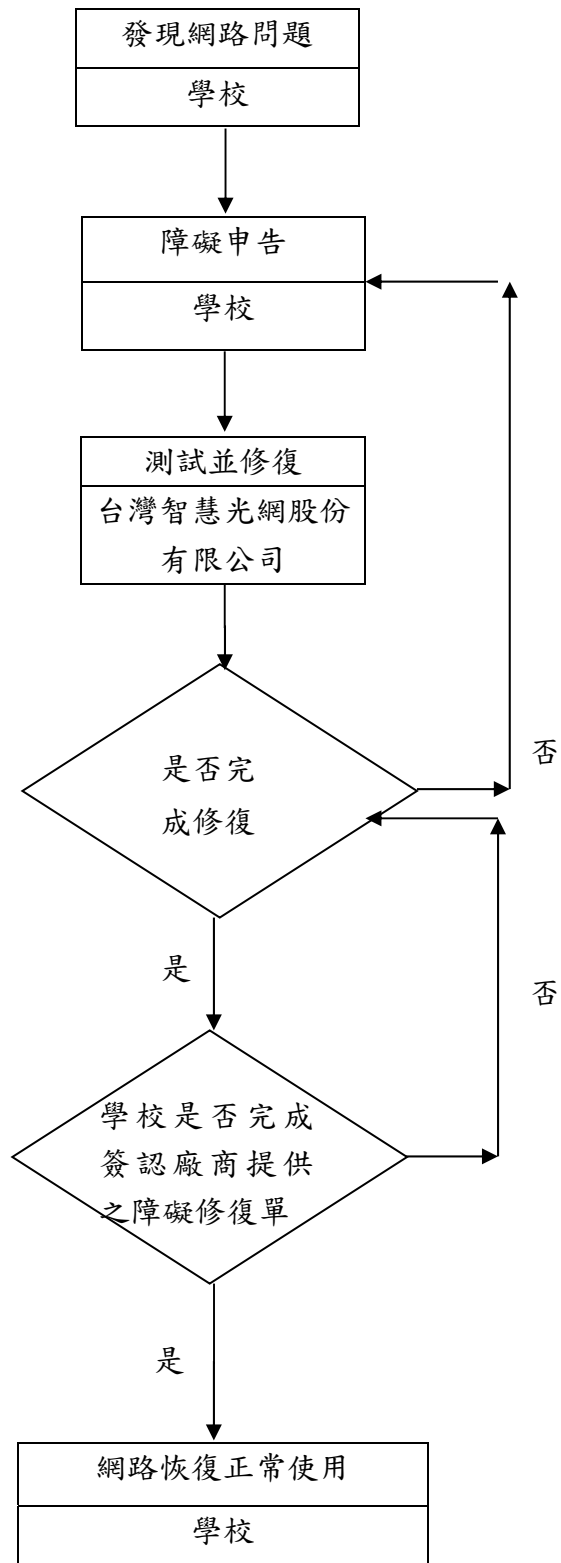 發現網路問題
學校
障礙申告
學校
測試並修復
台灣智慧光網股份
有限公司
是否完
成修復
否
是
否
學校是否完成
簽認廠商提供
之障礙修復單
是
網路恢復正常使用
學校